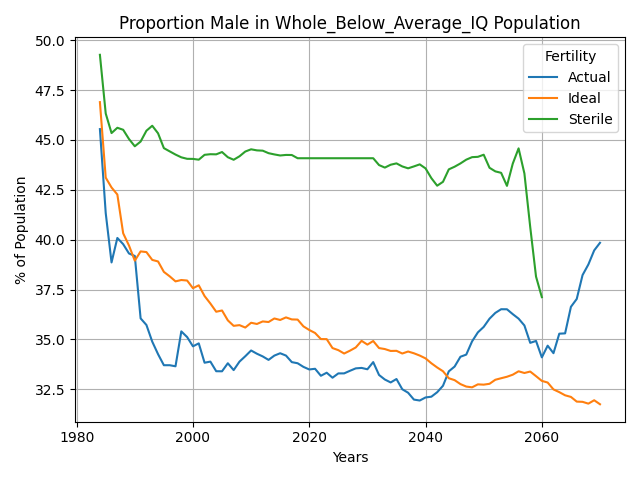 Proportion Male in Whole_Below_Average_IQ Population
50.0
47.5
45.0
42.5
40.0
37.5
35.0
32.5
% of Population
Fertility
Actual
Ideal
Sterile
1980
2000
2020
2040
2060
Years